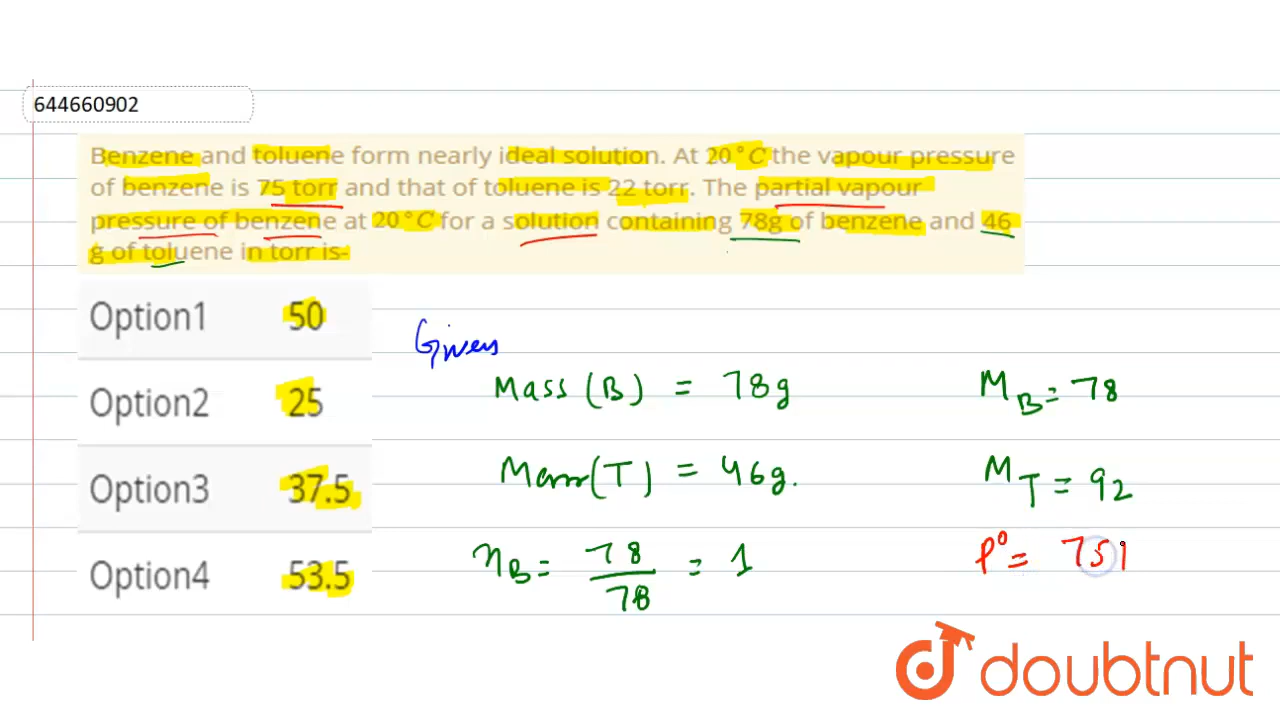 644660902
Benzene and toluene form nearly ideal solution. At 20°C the vapour pressure
of benzene is 75 torr and that of toluene is 22 torr. The partial vapour
pressure of benzene at 20°C for a solution containing 78g of benzene and 46
g of toluene in torr is-
Option1 50
Option2 25
Option3 37.5
Option4 53.5
Given
Mass (B) = 78g
M_B = 78
Mass (T) = 46g.
M_T = 92
n_B = 78/78 = 1
P° = 75
doubtnut